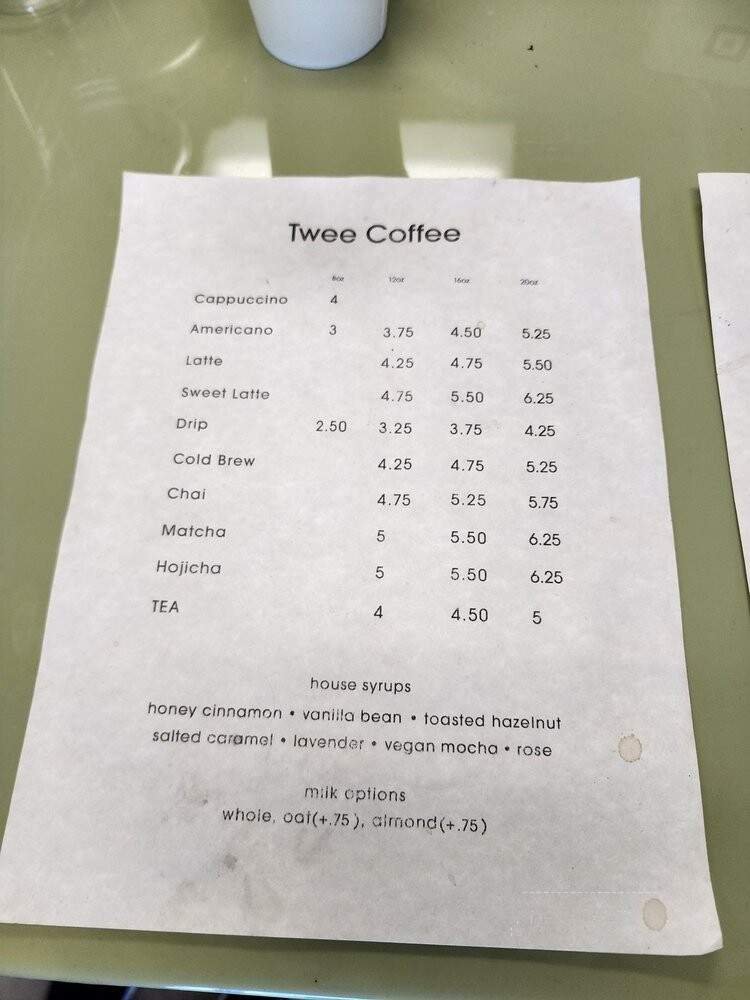 Twee Coffee
8oz 12oz 16oz 20oz
Cappuccino 4
Americano 3 3.75 4.50 5.25
Latte 4.25 4.75 5.50
Sweet Latte 4.75 5.50 6.25
Drip 2.50 3.25 3.75 4.25
Cold Brew 4.25 4.75 5.25
Chai 4.75 5.25 5.75
Matcha 5 5.50 6.25
Hojicha 5 5.50 6.25
TEA 4 4.50 5
house syrups
honey cinnamon • vanilla bean • toasted hazelnut
salted caramel • lavender • vegan mocha • rose
milk options
whole, oat(+.75), almond(+.75)